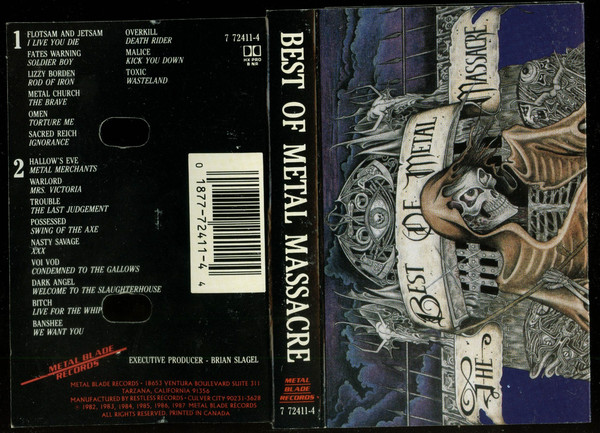 1
FLOTSAM AND JETSAM
I LIVE YOU DIE
FATES WARNING
SOLDIER BOY
LIZZY BORDEN
ROD OF IRON
METAL CHURCH
THE BRAVE
OMEN
TORTURE ME
SACRED REICH
IGNORANCE
OVERKILL
DEATH RIDER
MALICE
KICK YOU DOWN
TOXIC
WASTELAND
7 72411-4
HX PRO
B NR
2
HALLOW'S EVE
METAL MERCHANTS
WARLORD
MRS. VICTORIA
TROUBLE
THE LAST JUDGEMENT
POSSESSED
SWING OF THE AXE
NASTY SAVAGE
XXX
VOI VOD
CONDEMNED TO THE GALLOWS
DARK ANGEL
WELCOME TO THE SLAUGHTERHOUSE
BITCH
LIVE FOR THE WHIP
BANSHEE
WE WANT YOU
0 1877-72411-4 4
EXECUTIVE PRODUCER - BRIAN SLAGEL
METAL BLADE
RECORDS
METAL BLADE RECORDS - 18653 VENTURA BOULEVARD SUITE 311
TARZANA, CALIFORNIA 91356
MANUFACTURED BY RESTLESS RECORDS - CULVER CITY 90231-3628
© 1982, 1983, 1984, 1985, 1986, 1987 METAL BLADE RECORDS
ALL RIGHTS RESERVED. PRINTED IN CANADA
BEST OF METAL MASSACRE
METAL
BLADE
RECORDS
7 72411-4
The
Best Of Metal
Massacre